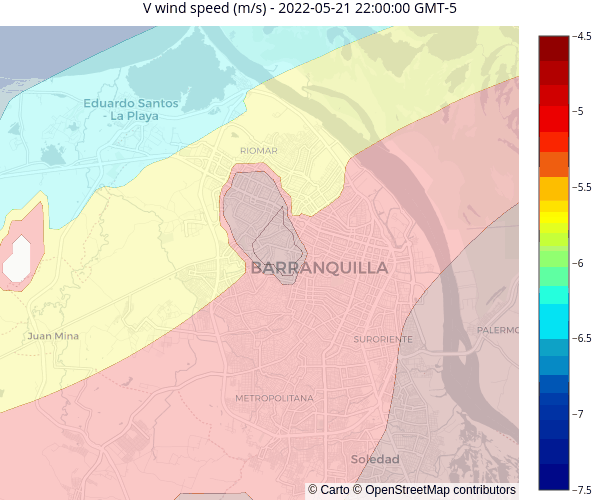 V wind speed (m/s) - 2022-05-21 22:00:00 GMT-5
−4.5
Eduardo Santos
- La Playa
−5
RIOMAR
−5.5
−6
BARRANQUILLA
Juan Mina
SURORIENTE
PALERMO
−6.5
METROPOLITANA
−7
Soledad
© Carto © OpenStreetMap contributors
−7.5